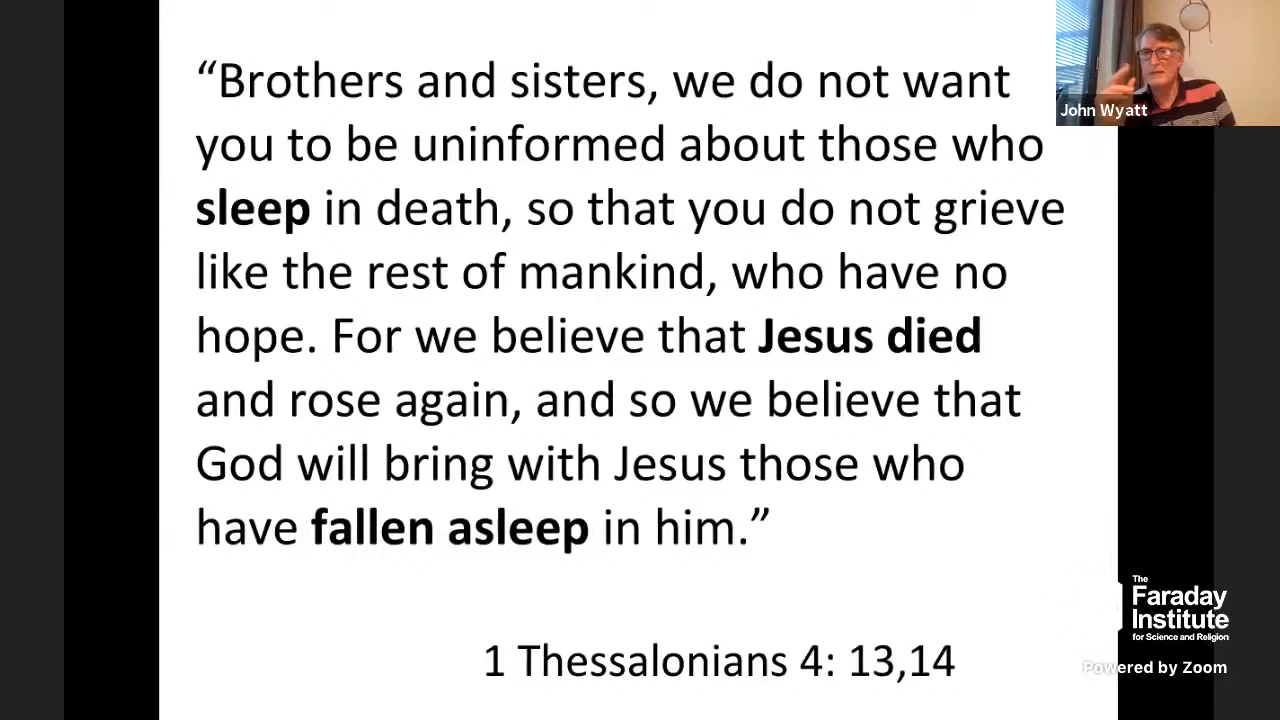 “Brothers and sisters, we do not want
you to be uninformed about those who
sleep in death, so that you do not grieve
like the rest of mankind, who have no
hope. For we believe that Jesus died
and rose again, and so we believe that
God will bring with Jesus those who
have fallen asleep in him.”
1 Thessalonians 4: 13,14
John Wyatt
The
Faraday
Institute
for Science and Religion
Powered by Zoom